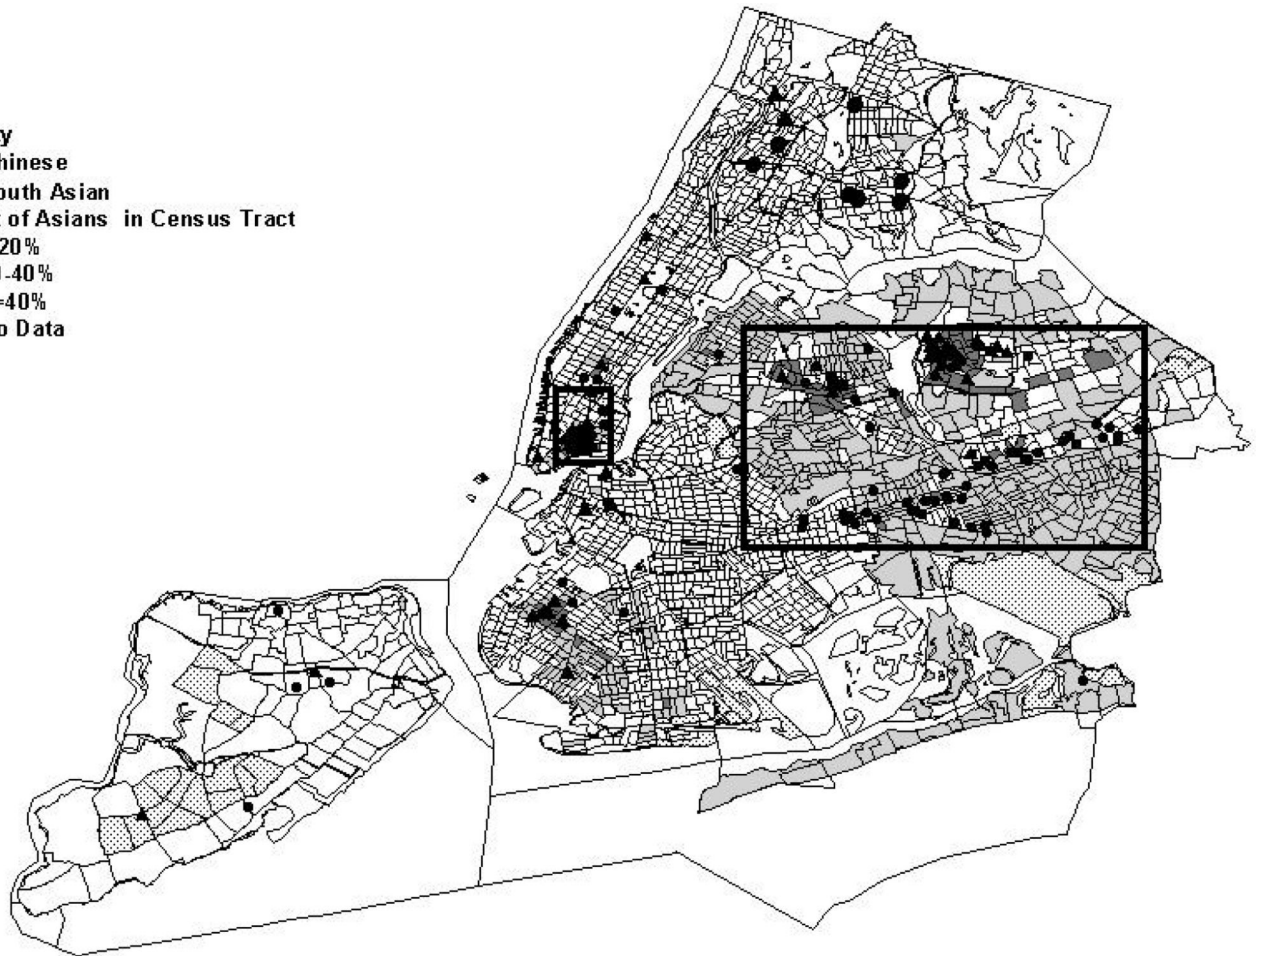 y
hinese
outh Asian
t of Asians in Census Tract
20%
-40%
=40%
o Data